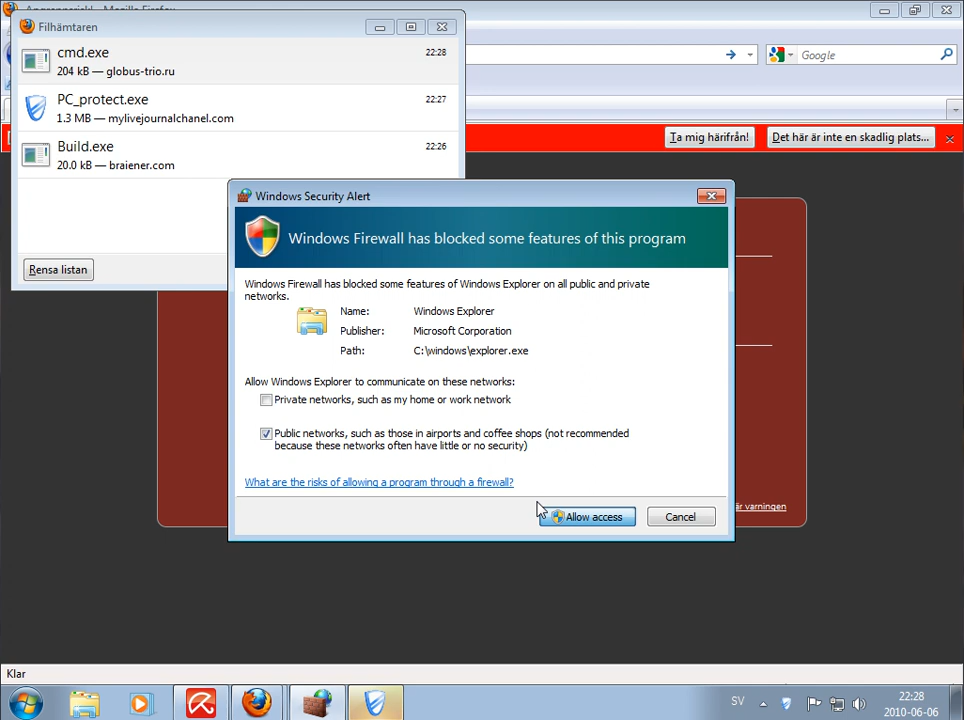 Filhämtaren
cmd.exe
22:28
204 kB — globus-trio.ru
PC_protect.exe
22:27
1.3 MB — mylivejournalchanel.com
Build.exe
22:26
20.0 kB — braiener.com
Rensa listan
Google
Ta mig härifrån!
Det här är inte en skadlig plats...
Windows Security Alert
Windows Firewall has blocked some features of this program
Windows Firewall has blocked some features of Windows Explorer on all public and private
networks.
Name: Windows Explorer
Publisher: Microsoft Corporation
Path: C:\windows\explorer.exe
Allow Windows Explorer to communicate on these networks:
Private networks, such as my home or work network
Public networks, such as those in airports and coffee shops (not recommended
because these networks often have little or no security)
What are the risks of allowing a program through a firewall?
Allow access
Cancel
är varningen
Klar
SV
22:28
2010-06-06